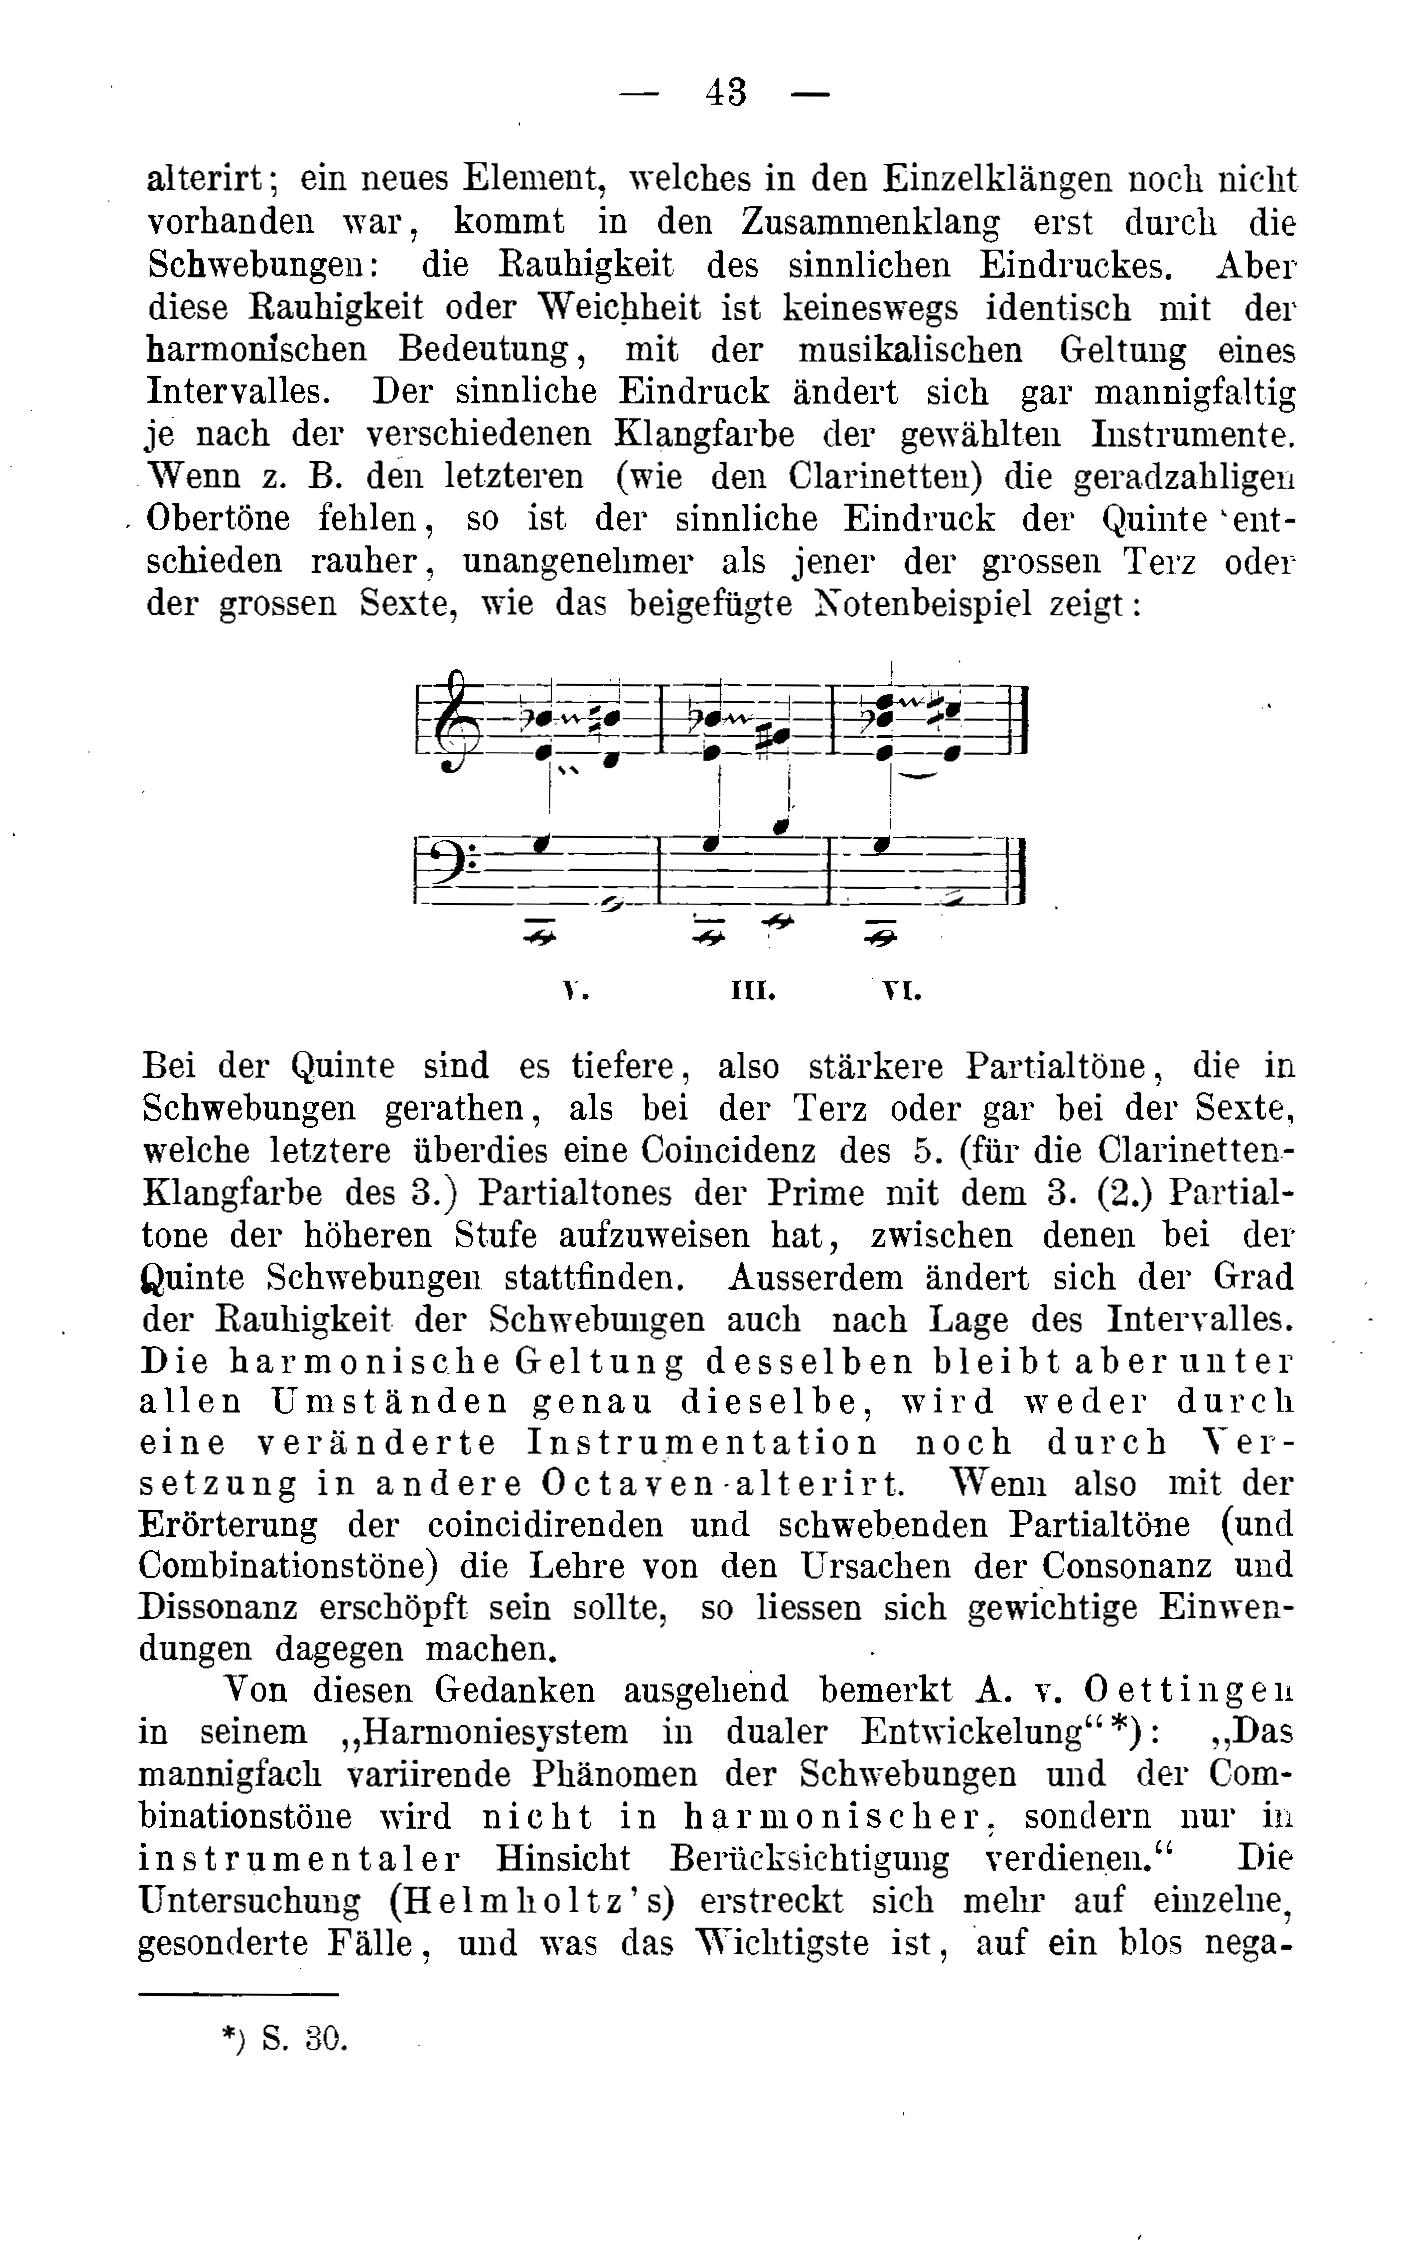 — 43 —
alterirt; ein neues Element, welches in den Einzelklängen noch nicht
vorhanden war, kommt in den Zusammenklang erst durch die
Schwebungen: die Rauhigkeit des sinnlichen Eindruckes. Aber
diese Rauhigkeit oder Weichheit ist keineswegs identisch mit der
harmonischen Bedeutung, mit der musikalischen Geltung eines
Intervalles. Der sinnliche Eindruck ändert sich gar mannigfaltig
je nach der verschiedenen Klangfarbe der gewählten Instrumente.
Wenn z. B. den letzteren (wie den Clarinetten) die geradzahligen
Obertöne fehlen, so ist der sinnliche Eindruck der Quinte ent-
schieden rauher, unangenehmer als jener der grossen Terz oder
der grossen Sexte, wie das beigefügte Notenbeispiel zeigt:
V. III. VI.
Bei der Quinte sind es tiefere, also stärkere Partialtöne, die in
Schwebungen gerathen, als bei der Terz oder gar bei der Sexte,
welche letztere überdies eine Coincidenz des 5. (für die Clarinetten-
Klangfarbe des 3.) Partialtones der Prime mit dem 3. (2.) Partial-
tone der höheren Stufe aufzuweisen hat, zwischen denen bei der
Quinte Schwebungen stattfinden. Ausserdem ändert sich der Grad
der Rauhigkeit der Schwebungen auch nach Lage des Intervalles.
Die harmonische Geltung desselben bleibt aber unter
allen Umständen genau dieselbe, wird weder durch
eine veränderte Instrumentation noch durch Ver-
setzung in andere Octaven alterirt. Wenn also mit der
Erörterung der coincidirenden und schwebenden Partialtöne (und
Combinationstöne) die Lehre von den Ursachen der Consonanz und
Dissonanz erschöpft sein sollte, so liessen sich gewichtige Einwen-
dungen dagegen machen.
Von diesen Gedanken ausgehend bemerkt A. v. Oettingen
in seinem „Harmoniesystem in dualer Entwickelung“*): „Das
mannigfach variirende Phänomen der Schwebungen und der Com-
binationstöne wird nicht in harmonischer, sondern nur in
instrumentaler Hinsicht Berücksichtigung verdienen.“ Die
Untersuchung (Helmholtz's) erstreckt sich mehr auf einzelne,
gesonderte Fälle, und was das Wichtigste ist, auf ein blos nega-
*) S. 30.